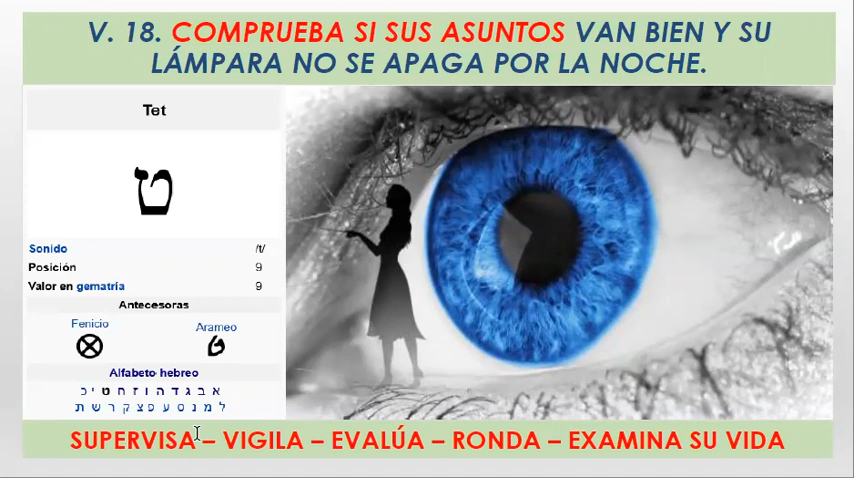 V. 18. COMPRUEBA SI SUS ASUNTOS VAN BIEN Y SU
LÁMPARA NO SE APAGA POR LA NOCHE.
Tet
ט
Sonido /t/
Posición 9
Valor en gematría 9
Antecesoras
Fenicio Arameo
Alfabeto hebreo
א ב ג ד ה ו ז ח ט י כ
ל מ נ ס ע פ צ ק ר ש ת
SUPERVISA – VIGILA – EVALÚA – RONDA – EXAMINA SU VIDA